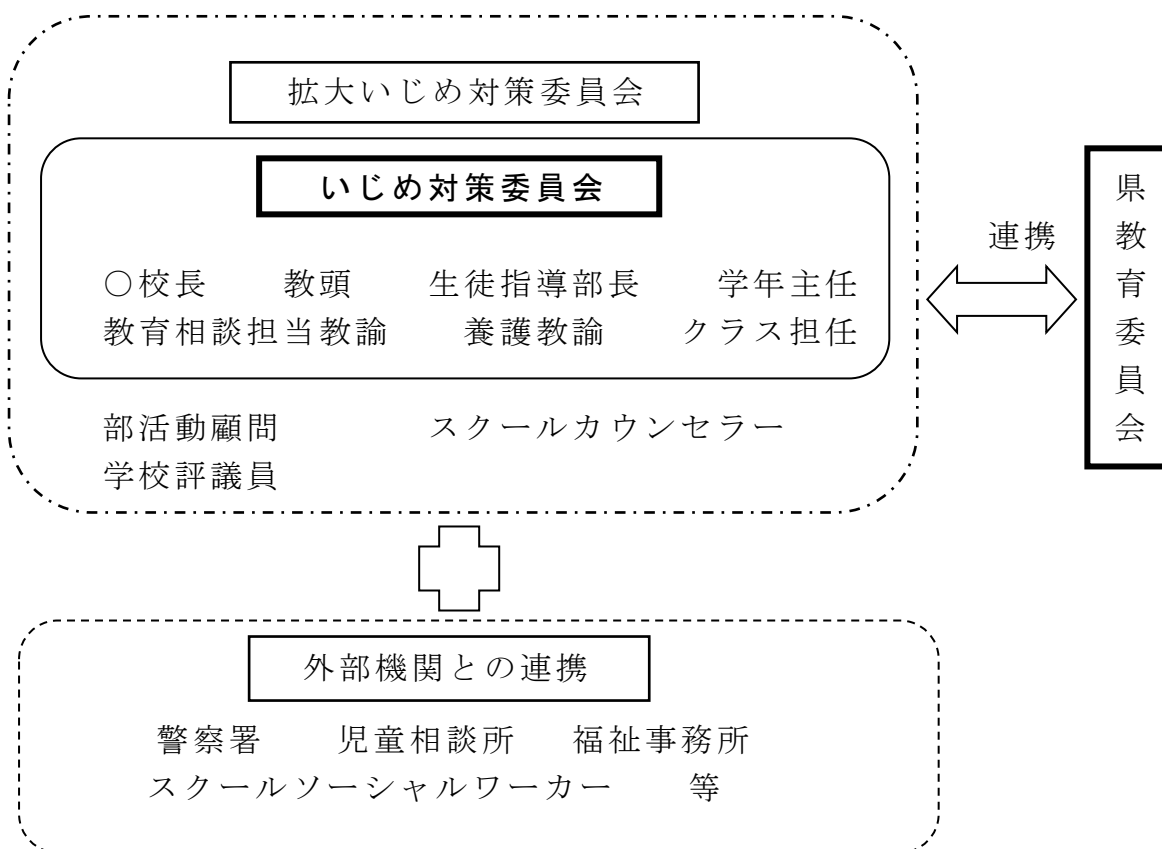 拡大いじめ対策委員会
いじめ対策委員会
〇校長 教頭 生徒指導部長 学年主任
教育相談担当教諭 養護教諭 クラス担任
部活動顧問 スクールカウンセラー
学校評議員
連携
県教育委員会
外部機関との連携
警察署 児童相談所 福祉事務所
スクールソーシャルワーカー 等